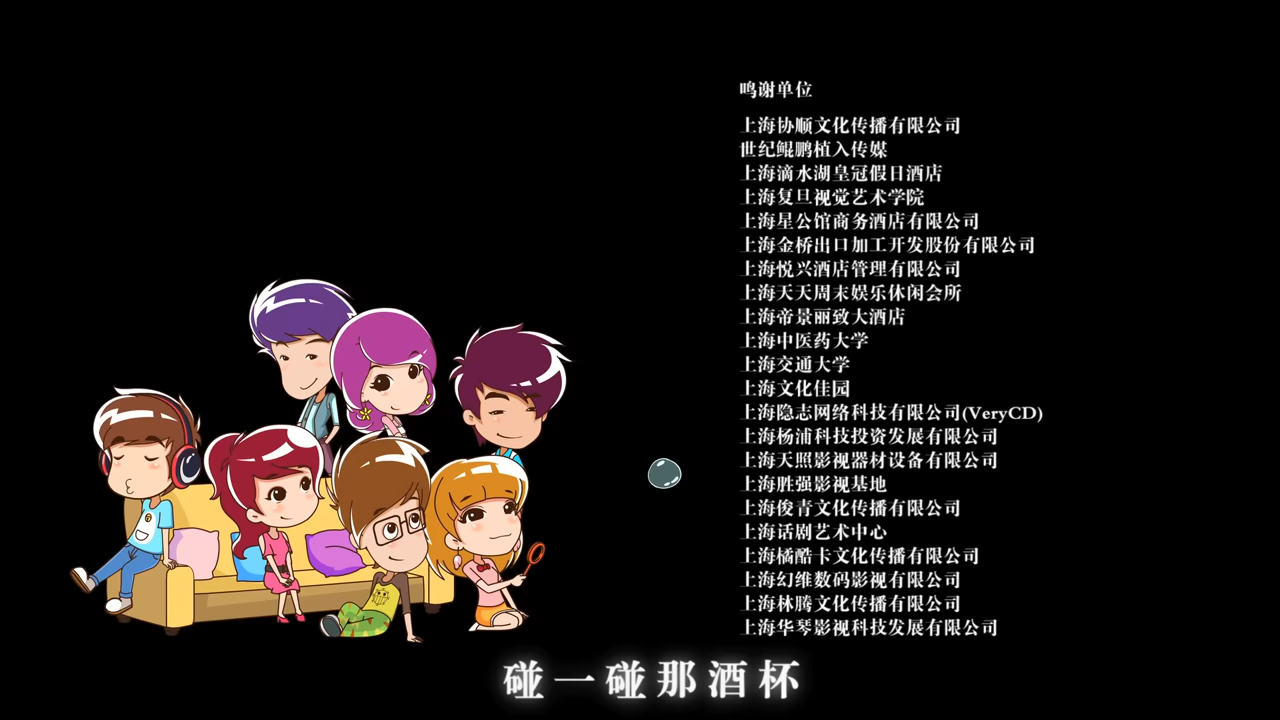 鸣谢单位
上海协顺文化传播有限公司
世纪鲲鹏植入传媒
上海滴水湖皇冠假日酒店
上海复旦视觉艺术学院
上海星公馆商务酒店有限公司
上海金桥出口加工开发股份有限公司
上海悦兴酒店管理有限公司
上海天天周末娱乐休闲会所
上海帝景丽致大酒店
上海中医药大学
上海交通大学
上海文化佳园
上海隐志网络科技有限公司(VeryCD)
上海杨浦科技投资发展有限公司
上海天照影视器材设备有限公司
上海胜强影视基地
上海俊青文化传播有限公司
上海话剧艺术中心
上海橘酷卡文化传播有限公司
上海幻维数码影视有限公司
上海林腾文化传播有限公司
上海华琴影视科技发展有限公司
碰一碰那酒杯